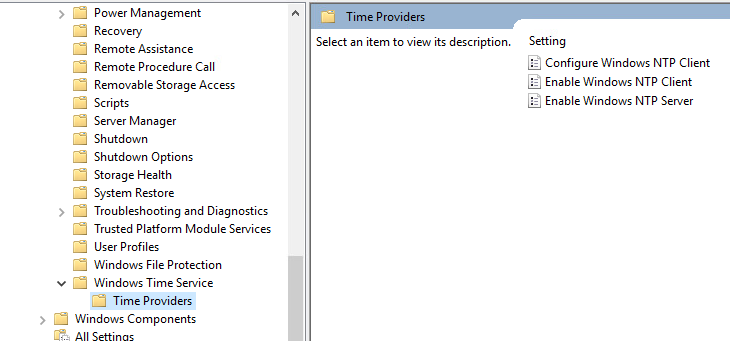 Power Management
Recovery
Remote Assistance
Remote Procedure Call
Removable Storage Access
Scripts
Server Manager
Shutdown
Shutdown Options
Storage Health
System Restore
Troubleshooting and Diagnostics
Trusted Platform Module Services
User Profiles
Windows File Protection
Windows Time Service
Time Providers
Windows Components
All Settings
Time Providers
Select an item to view its description.
Setting
Configure Windows NTP Client
Enable Windows NTP Client
Enable Windows NTP Server